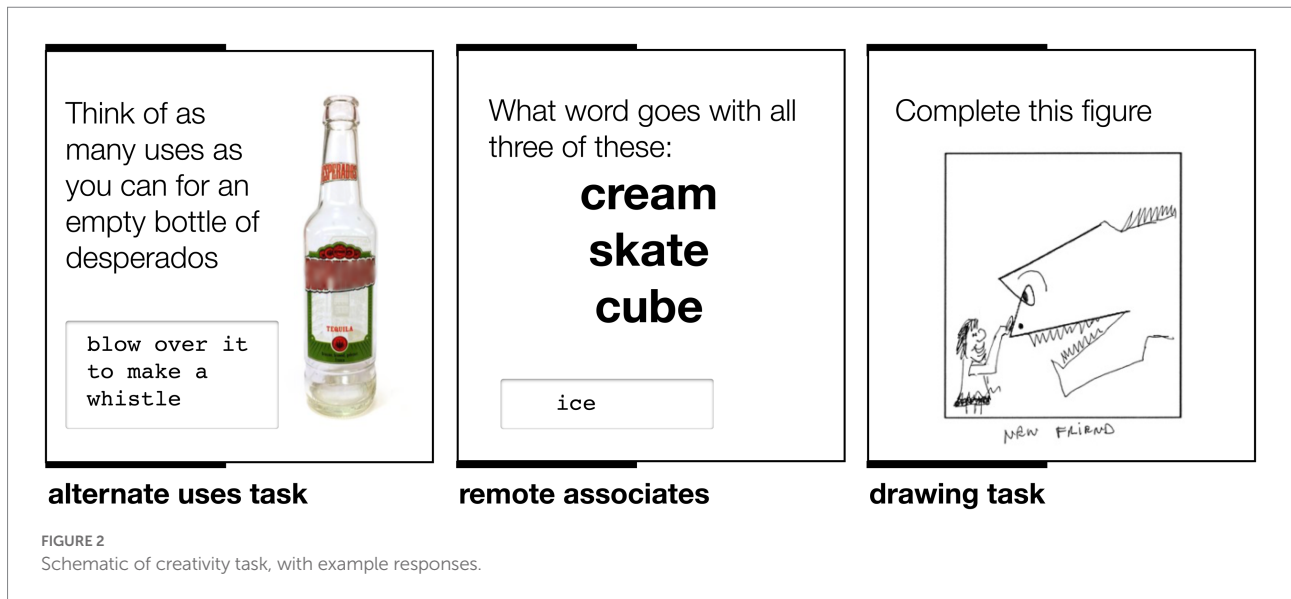 Think of as
many uses as
you can for an
empty bottle of
desperados
ESPERADOS
TEQUILA
blow over it
to make a
whistle
alternate uses task
What word goes with all
three of these:
cream
skate
cube
ice
remote associates
Complete this figure
NEW FRIEND
drawing task
FIGURE 2
Schematic of creativity task, with example responses.